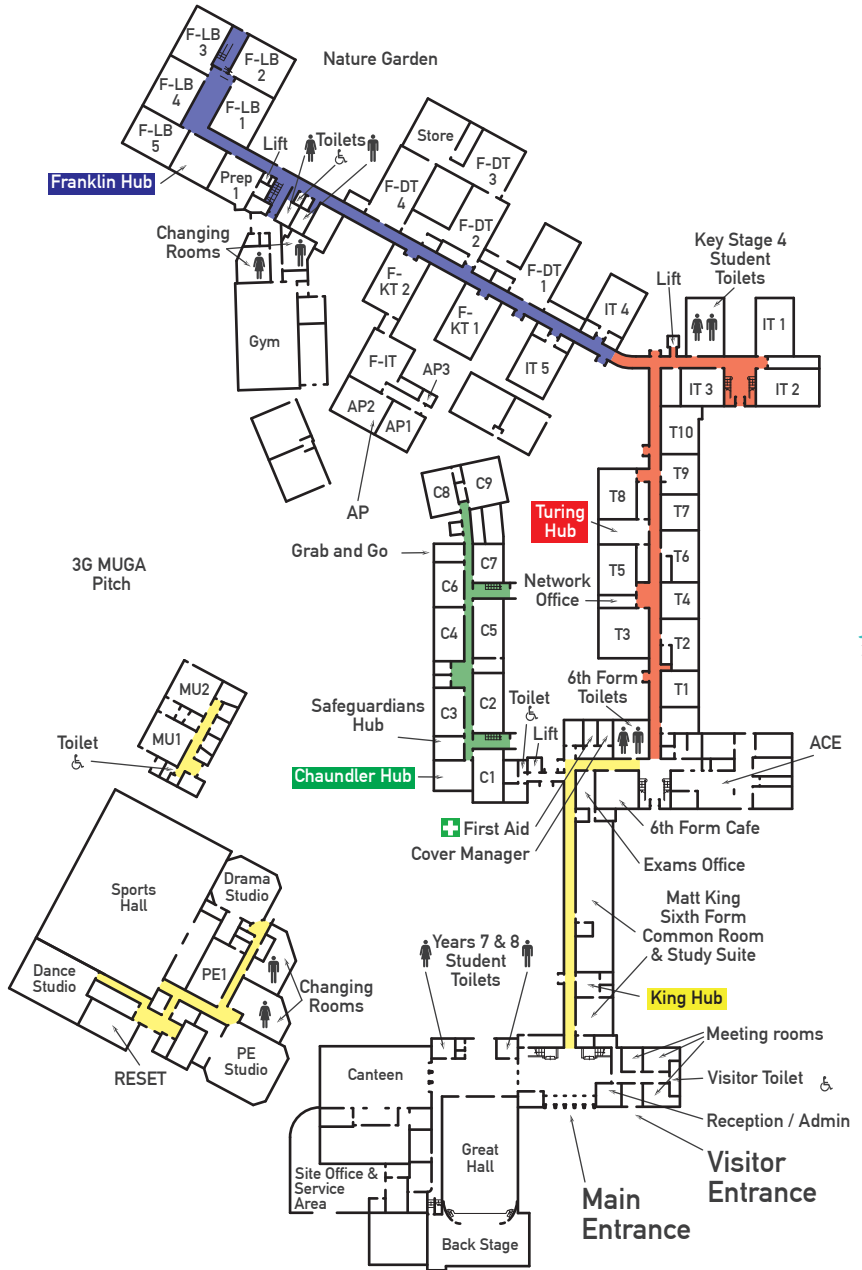 F-LB
3
F-LB
2
Nature Garden
F-LB
4
F-LB
1
F-LB
5
Lift
Toilets
Store
F-DT
3
Franklin Hub
Prep
1
F-DT
4
F-DT
2
Changing
Rooms
Key Stage 4
Student
Toilets
F-
KT 2
F-DT
1
Lift
IT 4
IT 1
Gym
F-
KT 1
F-IT
IT 5
AP3
IT 3
IT 2
AP2
AP1
T10
AP
C8
C9
T9
T8
T7
Turing
Hub
Grab and Go
3G MUGA
Pitch
C7
C6
T6
T5
Network
Office
T4
C4
C5
T3
T2
MU2
6th Form
Toilets
T1
Safeguardians
Hub
C3
C2
Toilet
Lift
MU1
Toilet
ACE
Chaundler Hub
C1
First Aid
Cover Manager
6th Form Cafe
Exams Office
Sports
Hall
Drama
Studio
Matt King
Sixth Form
Common Room
& Study Suite
Years 7 & 8
Student
Toilets
Dance
Studio
PE1
Changing
Rooms
King Hub
PE
Studio
RESET
Meeting rooms
Canteen
Visitor Toilet
Reception / Admin
Great
Hall
Visitor
Entrance
Site Office &
Service
Area
Main
Entrance
Back Stage